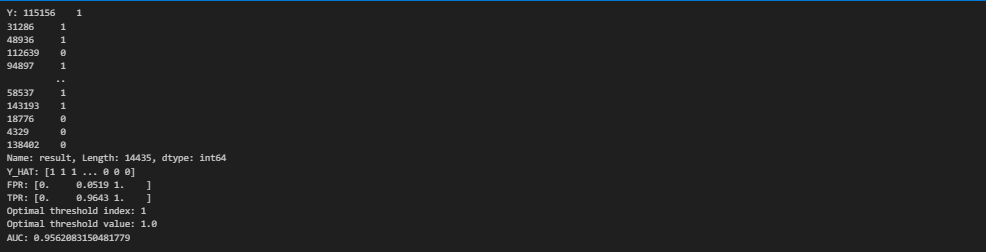 Y: 115156    1
31286     1
48936     1
112639    0
94897     1
         ..
58537     1
143193    1
18776     0
4329      0
138402    0
Name: result, Length: 14435, dtype: int64
Y_HAT: [1 1 1 ... 0 0 0]
FPR: [0.     0.0519 1.    ]
TPR: [0.     0.9643 1.    ]
Optimal threshold index: 1
Optimal threshold value: 1.0
AUC: 0.9562083150481779